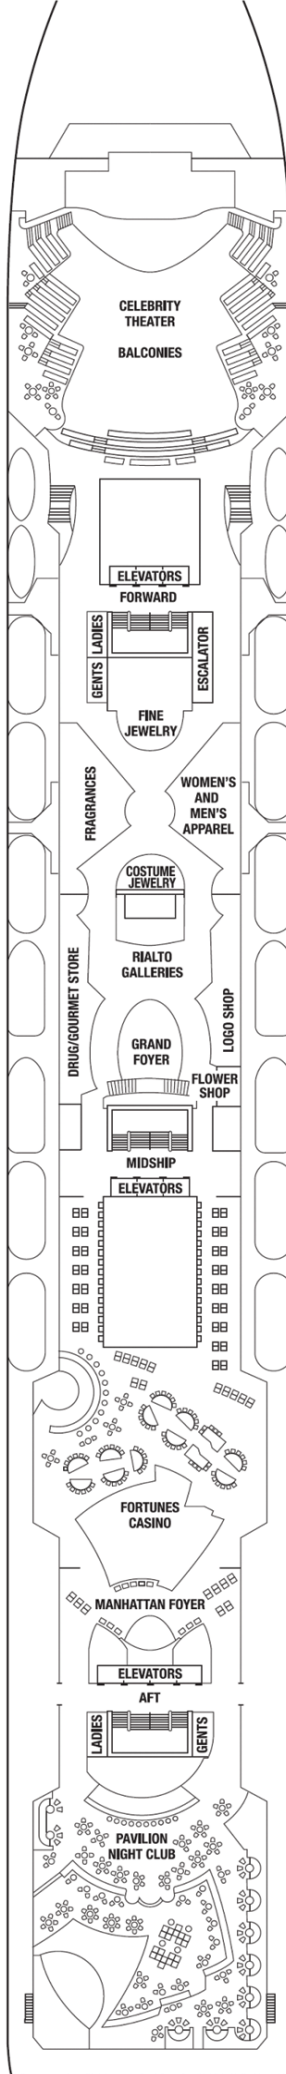 CELEBRITY
THEATER
BALCONIES
ELEVATORS
FORWARD
LADIES
GENTS
ESCALATOR
FINE
JEWELRY
FRAGRANCES
WOMEN'S
AND
MEN'S
APPAREL
COSTUME
JEWELRY
RIALTO
GALLERIES
DRUG/GOURMET STORE
LOGO SHOP
GRAND
FOYER
FLOWER
SHOP
MIDSHIP
ELEVATORS
FORTUNES
CASINO
MANHATTAN FOYER
ELEVATORS
AFT
LADIES
GENTS
PAVILION
NIGHT CLUB